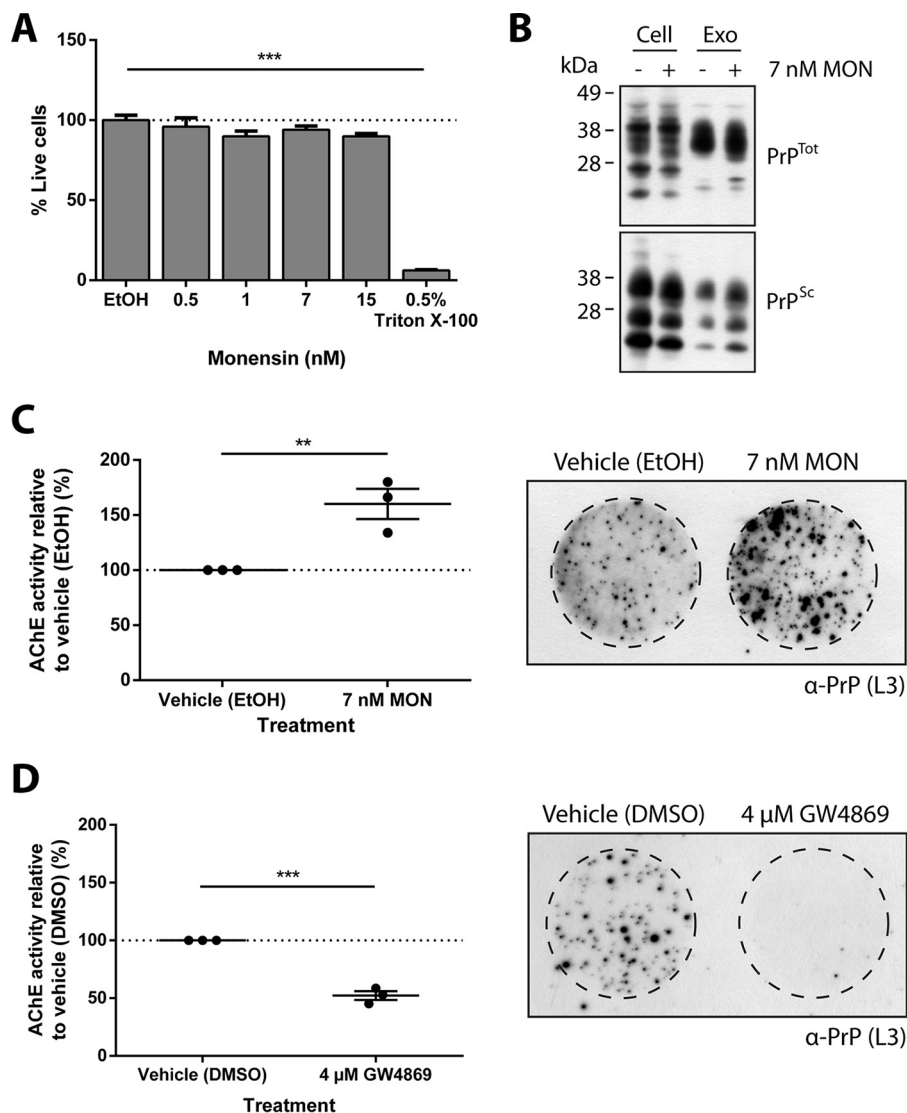 A
% Live cells
150
100
50
0
***
EtOH 0.5 1 7 15 0.5%
Triton X-100
Monensin (nM)
B
Cell Exo
kDa - + - + 7 nM MON
49
38
28
PrPTot
38
28
PrPSc
C
AChE activity relative
to vehicle (EtOH) (%)
200
150
100
50
0
**
Vehicle (EtOH) 7 nM MON
Treatment
Vehicle (EtOH) 7 nM MON
α-PrP (L3)
D
AChE activity relative
to vehicle (DMSO) (%)
200
150
100
50
0
***
Vehicle (DMSO) 4 µM GW4869
Treatment
Vehicle (DMSO) 4 µM GW4869
α-PrP (L3)